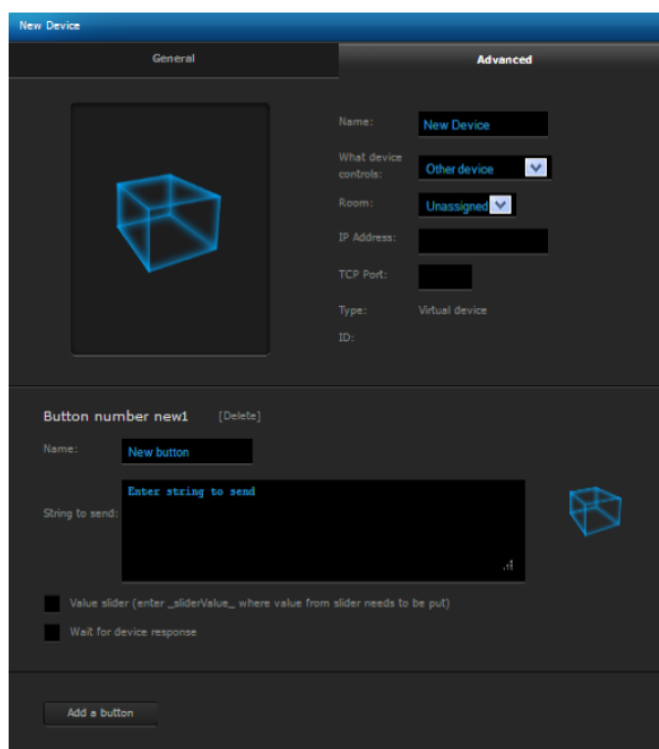 New Device
General
Advanced
Name:
New Device
What device
controls:
Other device
Room:
Unassigned
IP Address:
TCP Port:
Type:
Virtual device
ID:
Button number new1 [Delete]
Name:
New button
Enter string to send
String to send:
Value slider (enter _sliderValue_ where value from slider needs to be put)
Wait for device response
Add a button